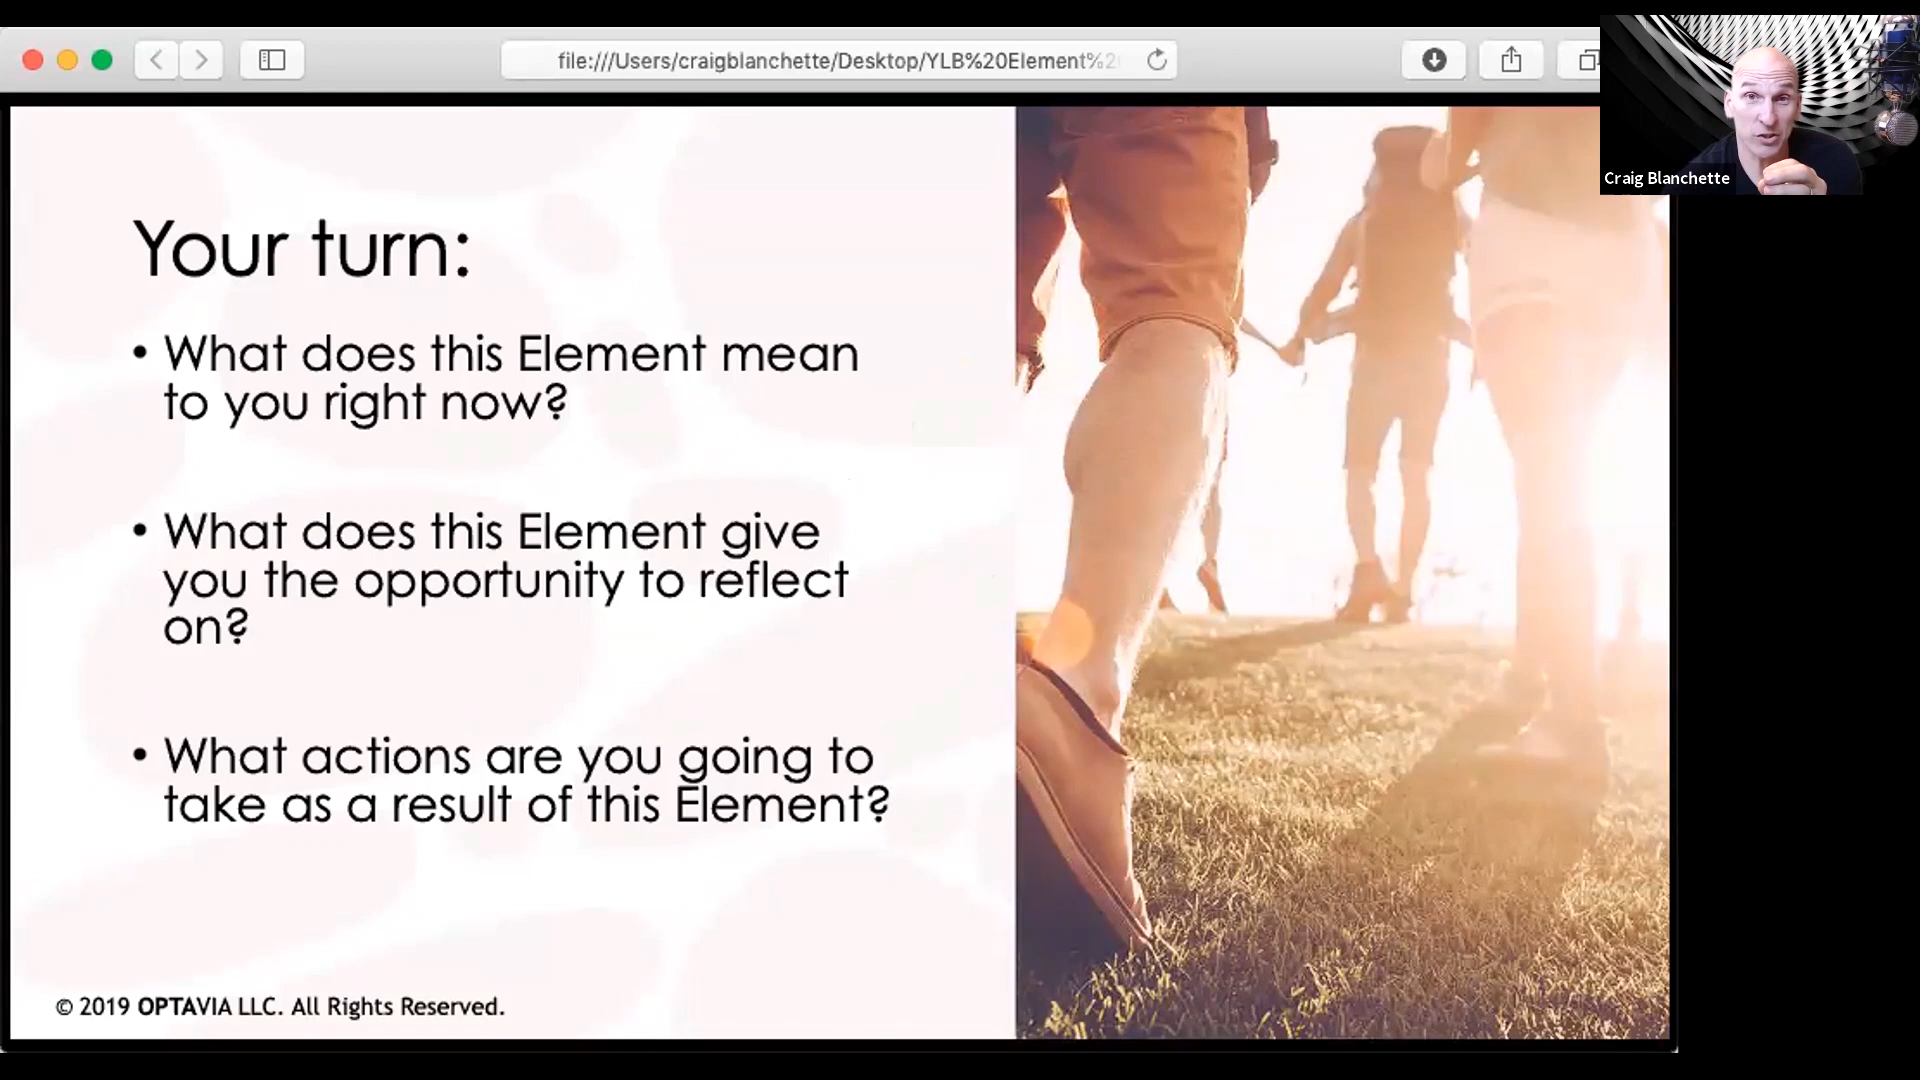 file:///Users/craigblanchette/Desktop/YLB%20Element%2
Craig Blanchette
Your turn:
• What does this Element mean
to you right now?
• What does this Element give
you the opportunity to reflect
on?
• What actions are you going to
take as a result of this Element?
© 2019 OPTAVIA LLC. All Rights Reserved.